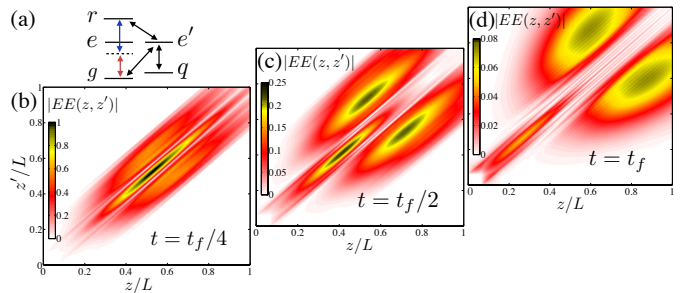 (a)
r
e
g
e′
q
(b)
|EE(z, z′)|
1
0.8
0.6
0.4
0.2
0
z′/L
1
0.8
0.6
0.4
0.2
0
t = t_f/4
0 0.2 0.4 0.6 0.8 1
z/L
(c)
|EE(z, z′)|
0.25
0.2
0.15
0.1
0.05
0
t = t_f/2
0 0.2 0.4 0.6 0.8 1
z/L
(d)
|EE(z, z′)|
0.08
0.06
0.04
0.02
0
t = t_f
0 0.2 0.4 0.6 0.8 1
z/L